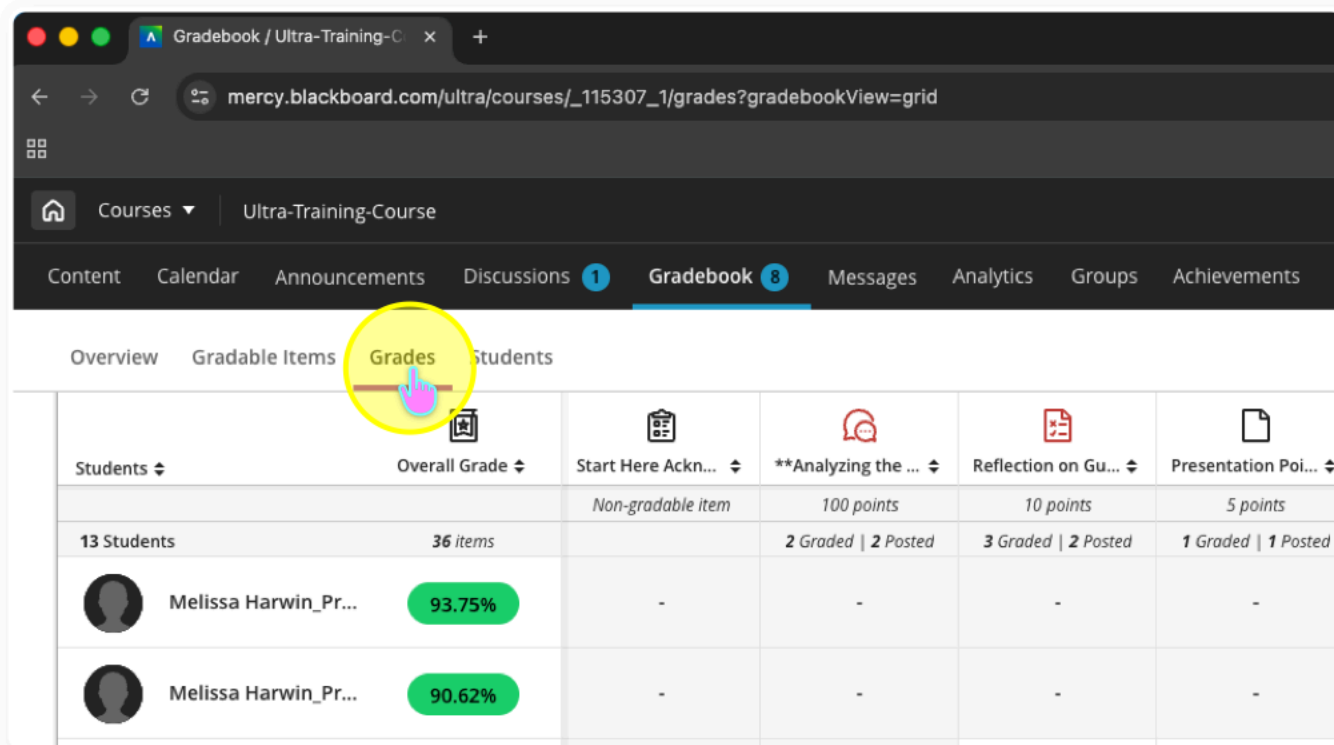 Gradebook / Ultra-Training-C
mercy.blackboard.com/ultra/courses/_115307_1/grades?gradebookView=grid
Courses Ultra-Training-Course
Content Calendar Announcements Discussions 1 Gradebook 8 Messages Analytics Groups Achievements
Overview Gradable Items Grades Students
Students Overall Grade Start Here Ackn... **Analyzing the ... Reflection on Gu... Presentation Poi...
Non-gradable item 100 points 10 points 5 points
13 Students 36 items 2 Graded | 2 Posted 3 Graded | 2 Posted 1 Graded | 1 Posted
Melissa Harwin_Pr... 93.75% - - - -
Melissa Harwin_Pr... 90.62% - - - -